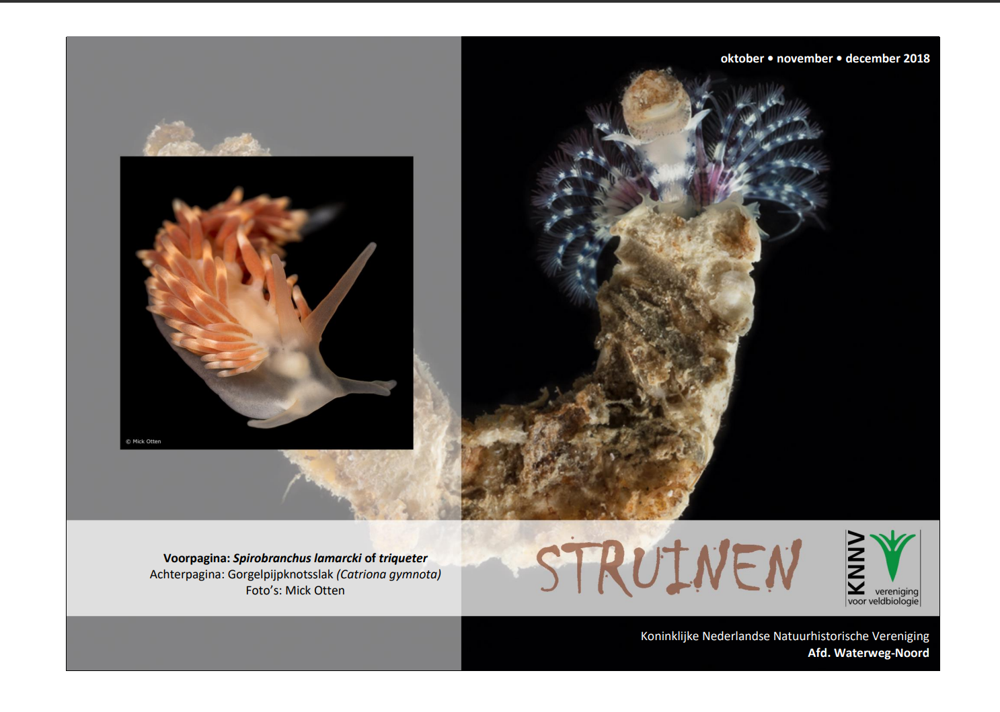 oktober • november • december 2018
© Mick Otten
Voorpagina: Spirobranchus lamarcki of triqueter
Achterpagina: Gorgelpijpknotsslak (Catriona gymnota)
Foto's: Mick Otten
STRUINEN
KNNV
vereniging
voor veldbiologie
Koninklijke Nederlandse Natuurhistorische Vereniging
Afd. Waterweg-Noord